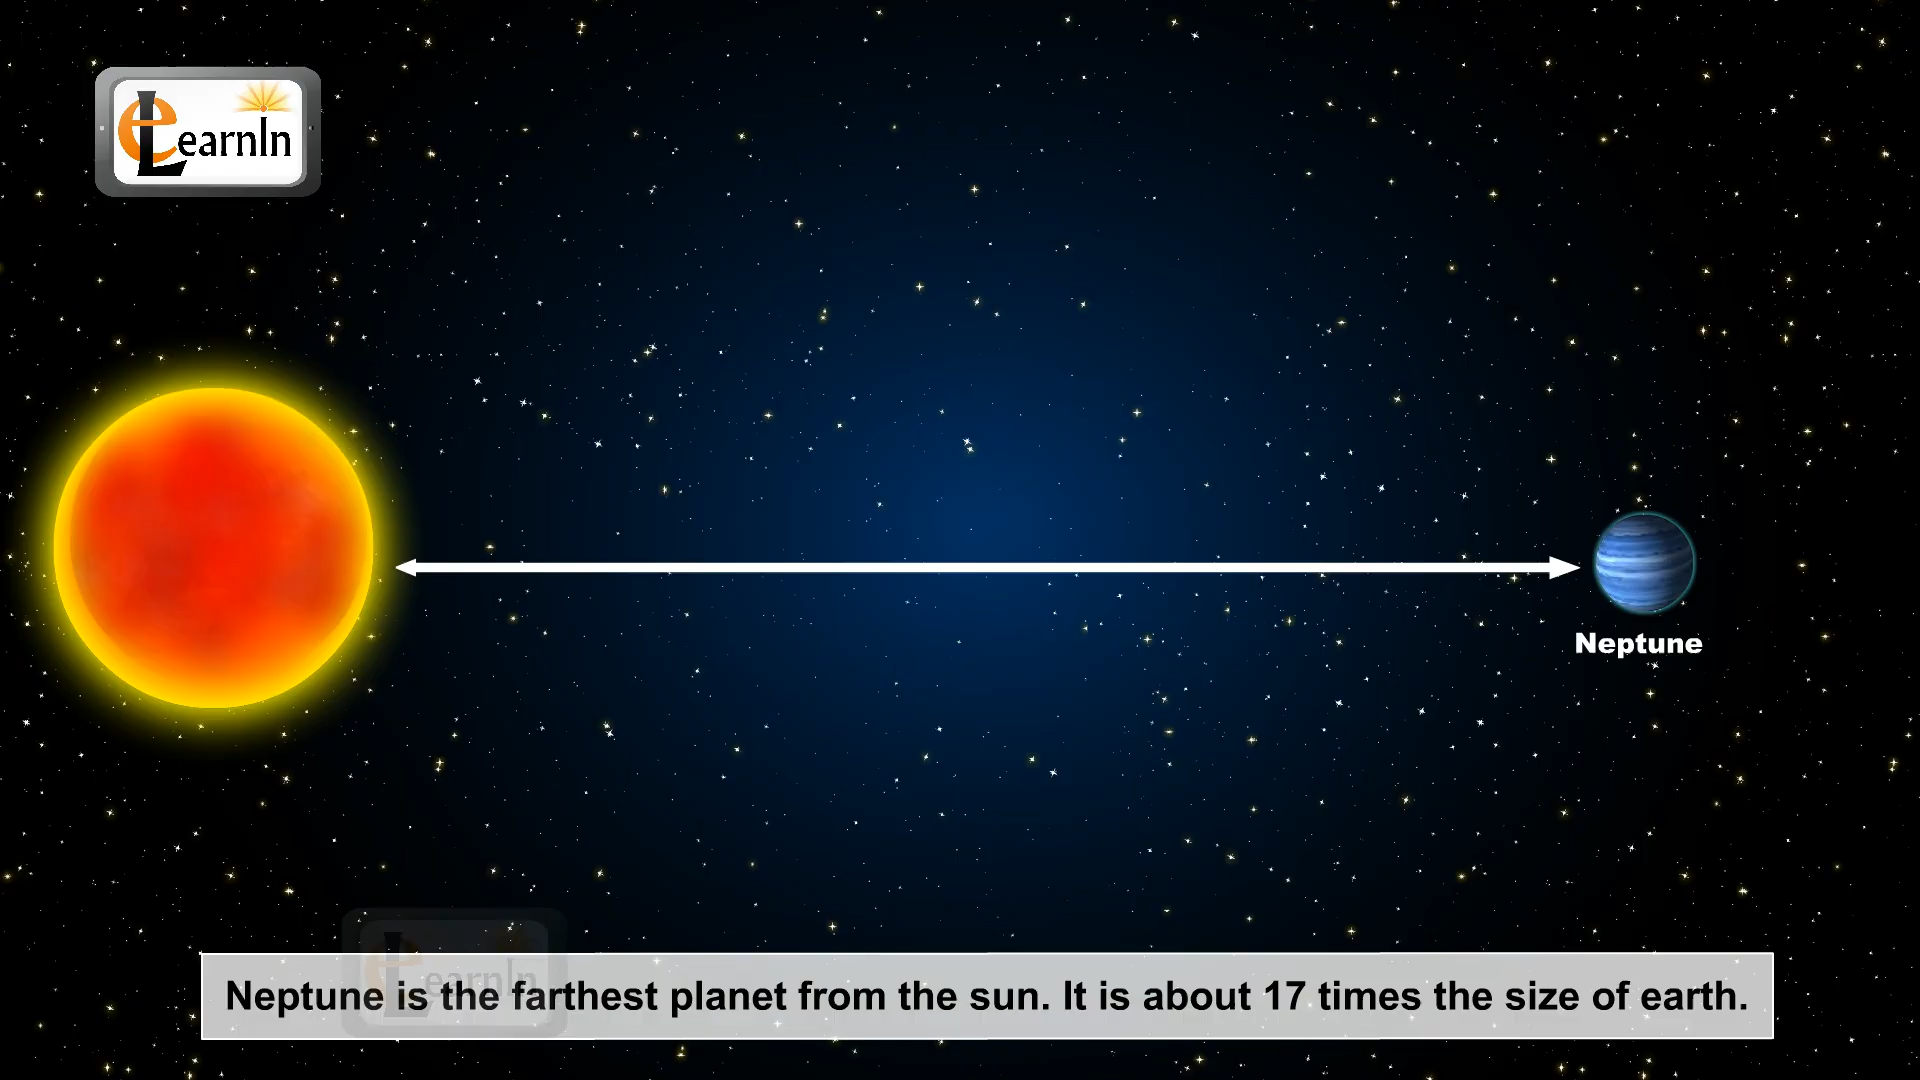 eLearnIn
Neptune
eLearnIn
Neptune is the farthest planet from the sun. It is about 17 times the size of earth.